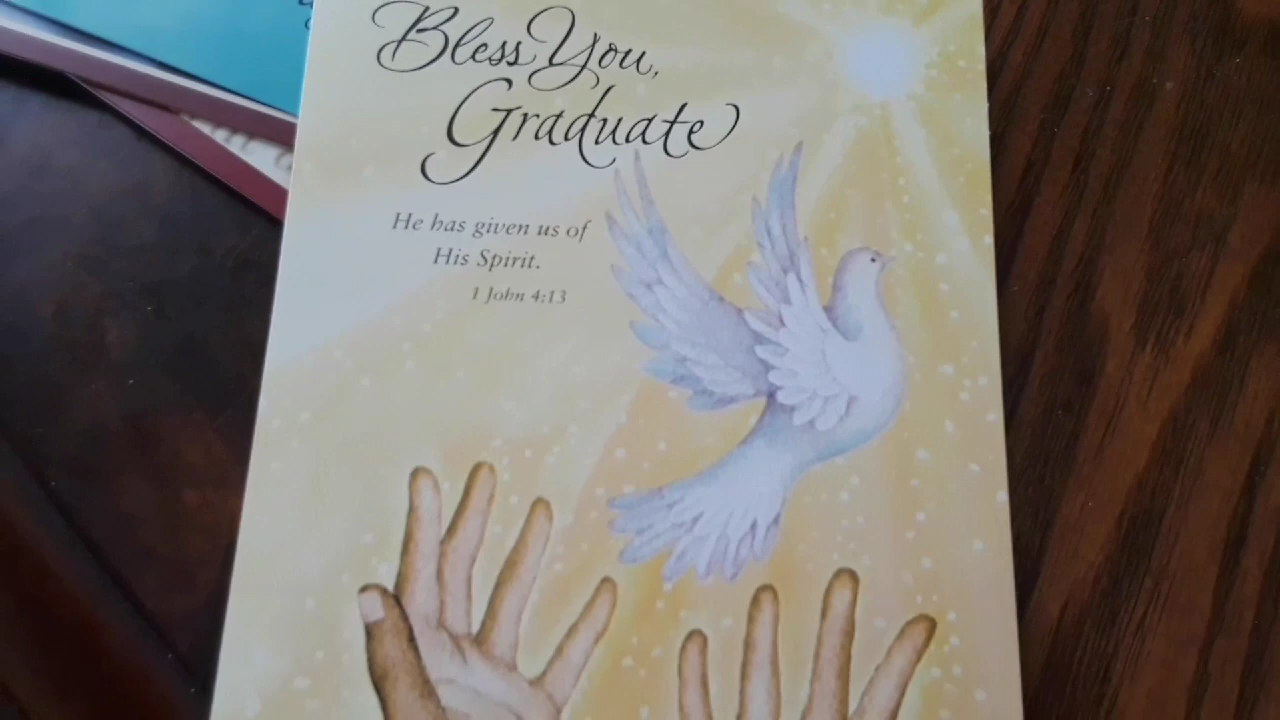 Bless You,
Graduate
He has given us of
His Spirit.
1 John 4:13